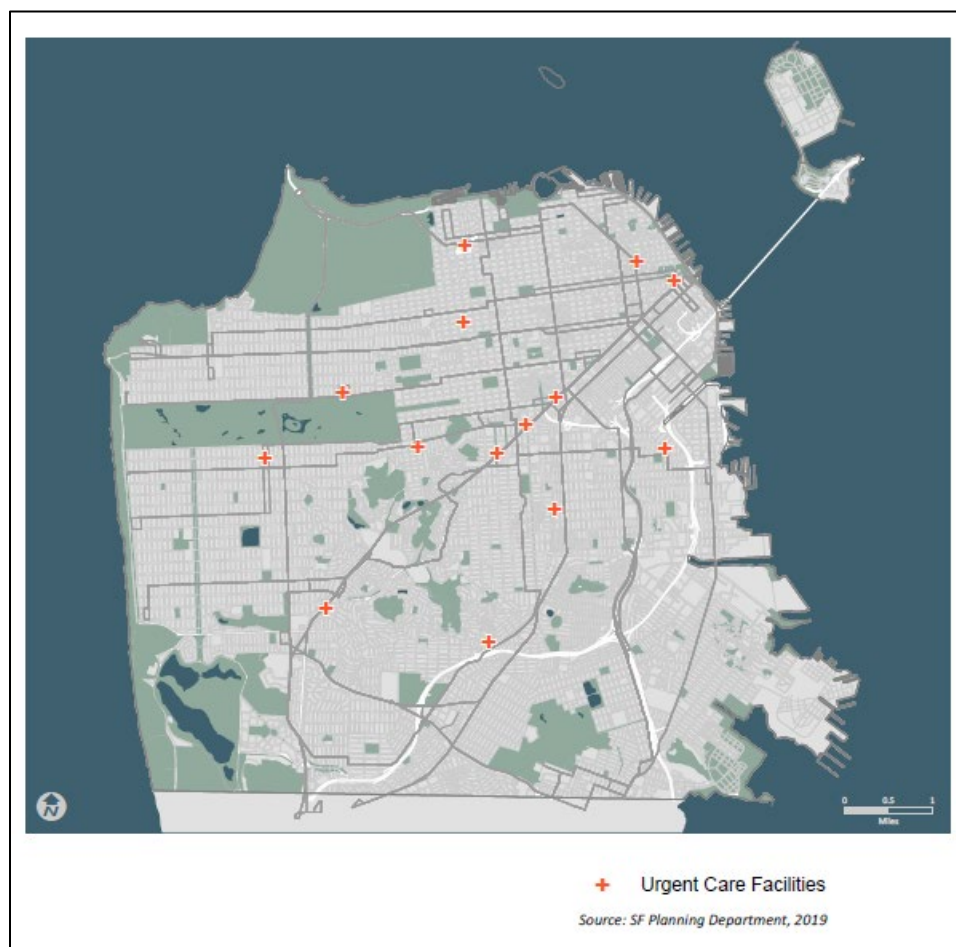 N
0 0.5 1
Miles
Urgent Care Facilities
Source: SF Planning Department, 2019